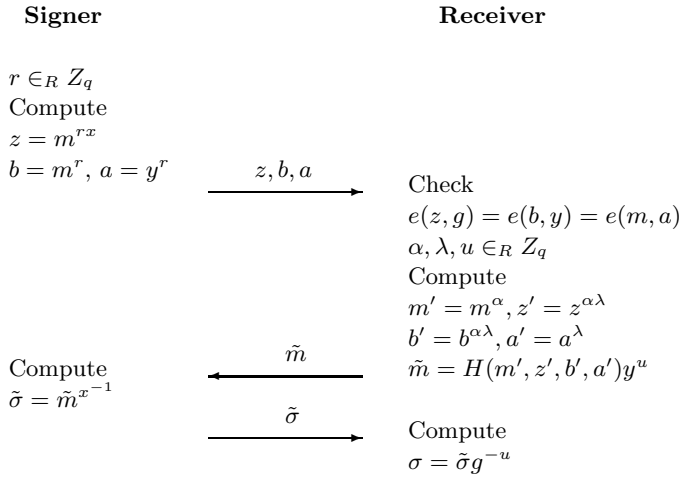 Signer Receiver
r ∈_R Z_q
Compute
z = m^{rx}
b = m^r, a = y^r
z, b, a
Check
e(z, g) = e(b, y) = e(m, a)
α, λ, u ∈_R Z_q
Compute
m′ = m^α, z′ = z^{αλ}
b′ = b^{αλ}, a′ = a^λ
m̃ = H(m′, z′, b′, a′)y^u
m̃
Compute
σ̃ = m̃^{x^{−1}}
σ̃
Compute
σ = σ̃g^{−u}